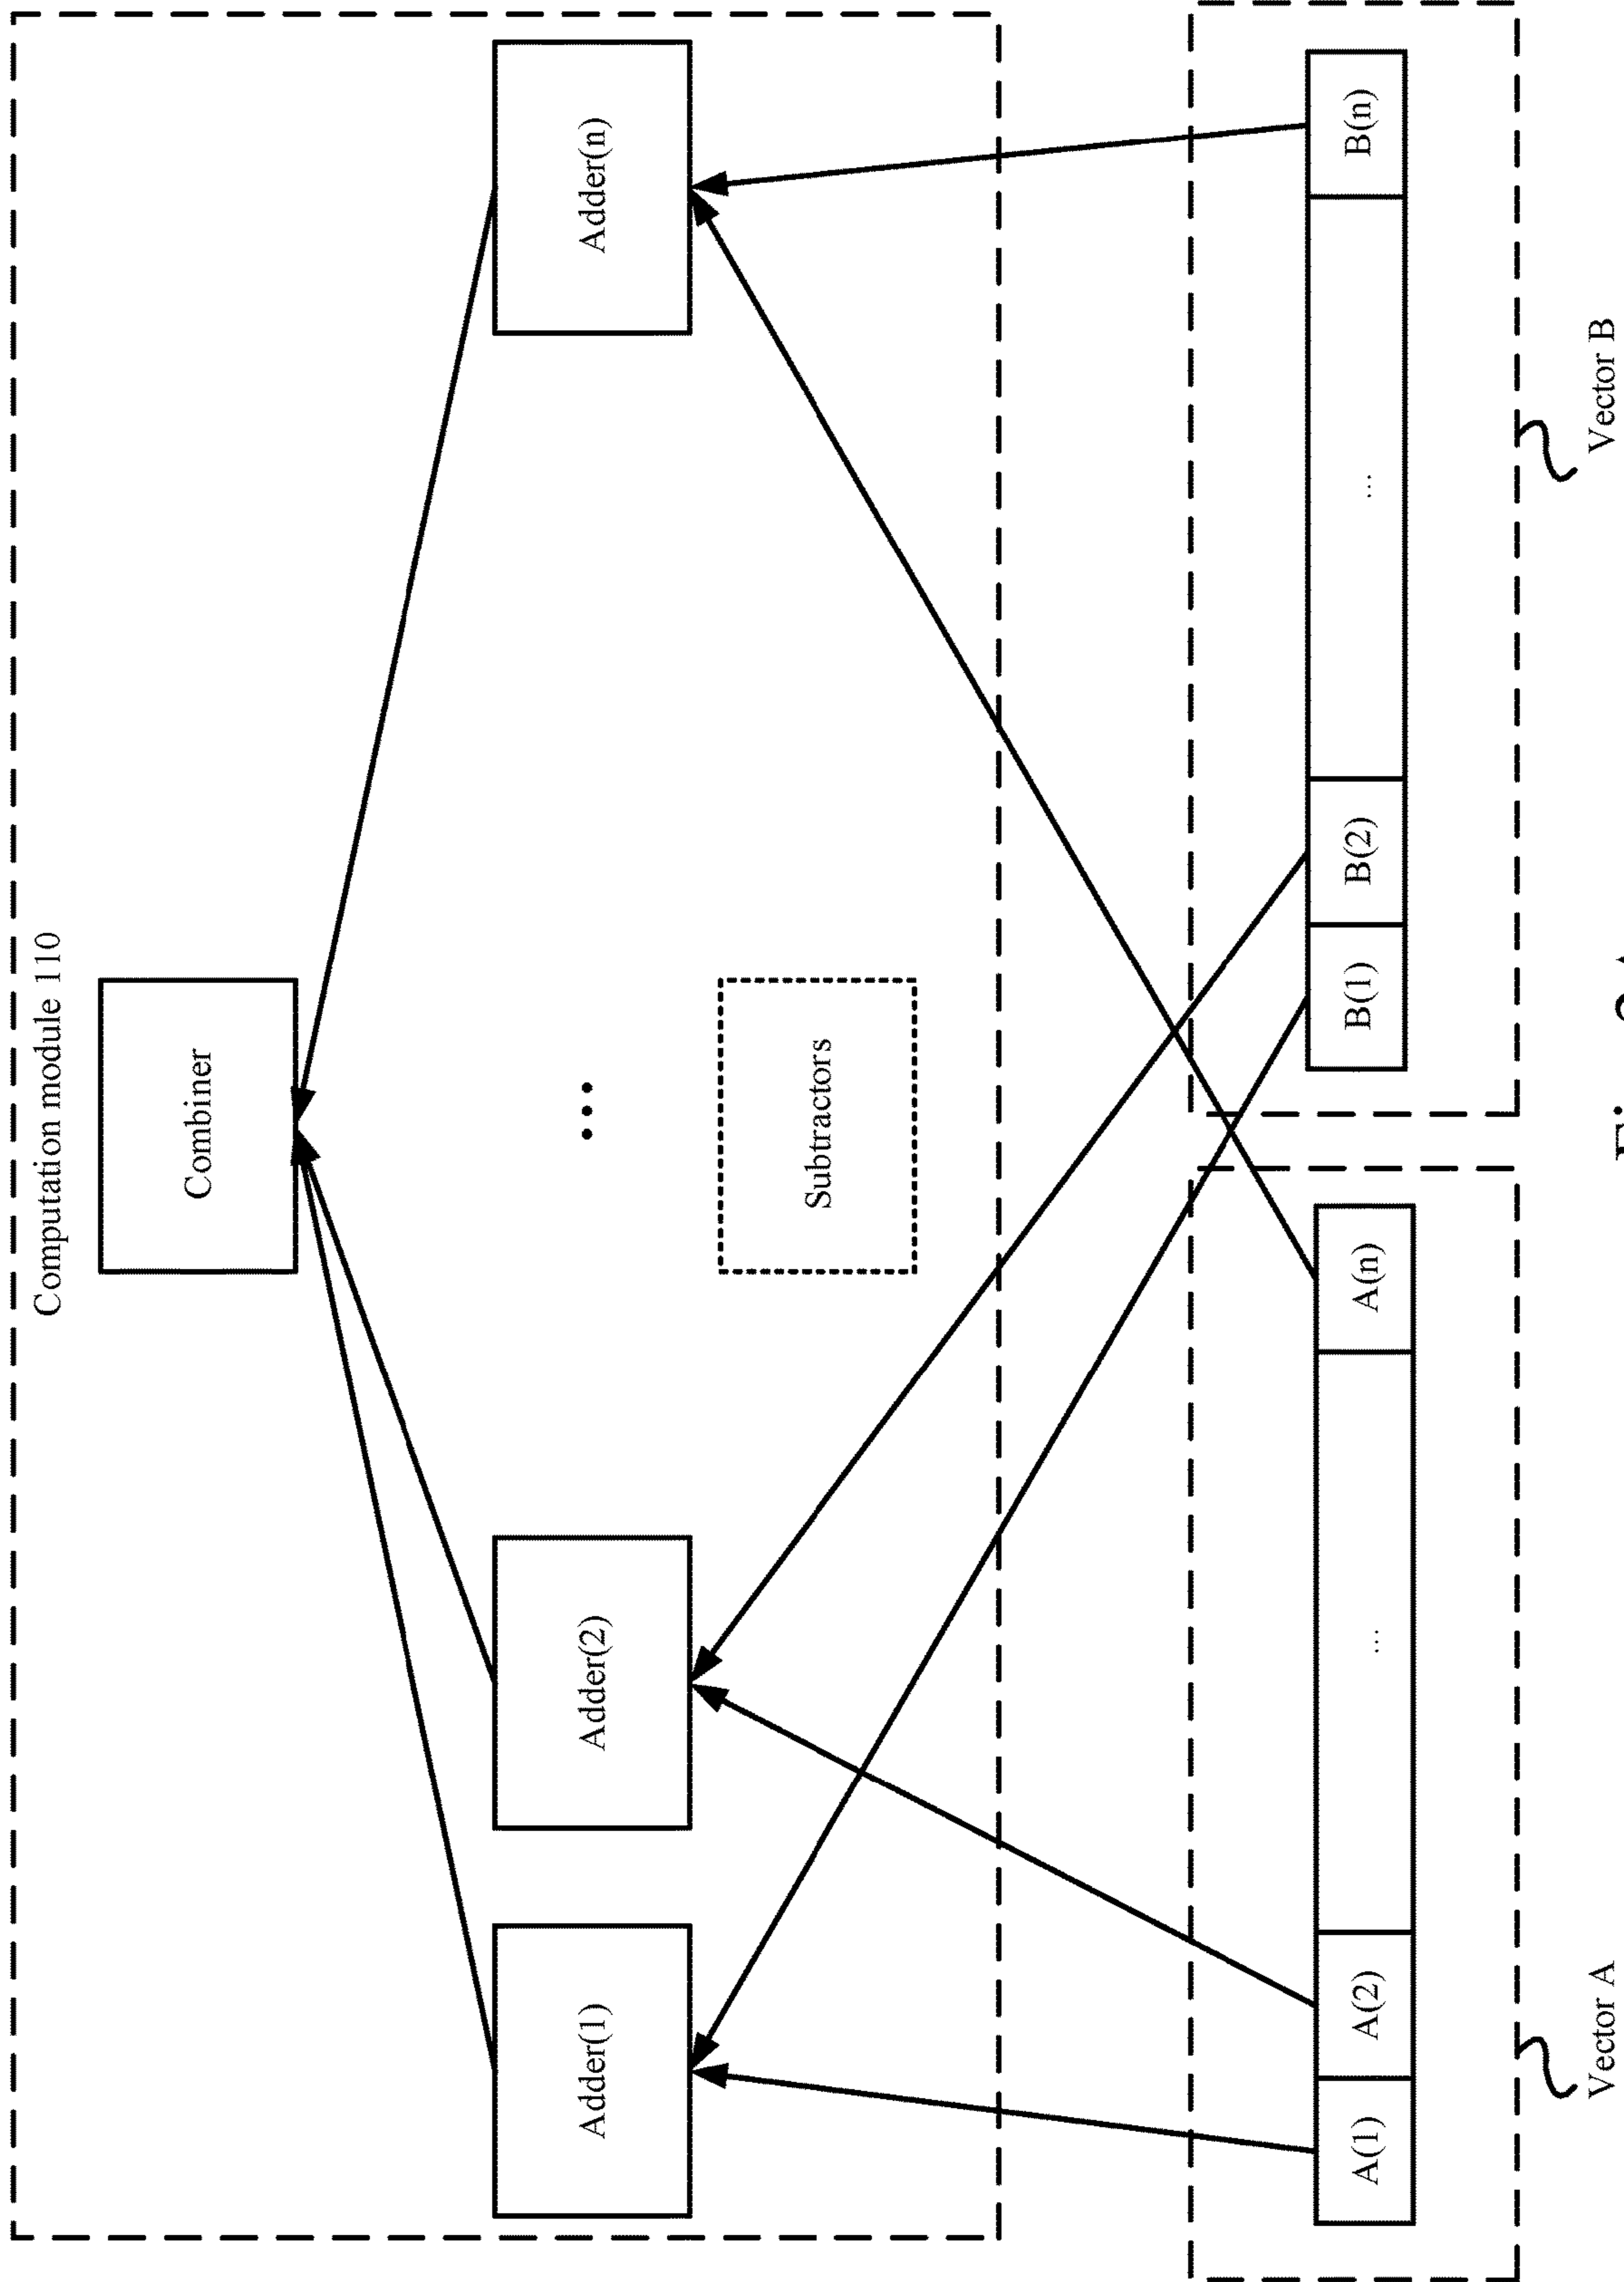 Computation module 110
Combiner
Adder(1)
Adder(2)
...
Adder(n)
Subtractors
A(1)
A(2)
...
A(n)
B(1)
B(2)
...
B(n)
Vector A
Vector B